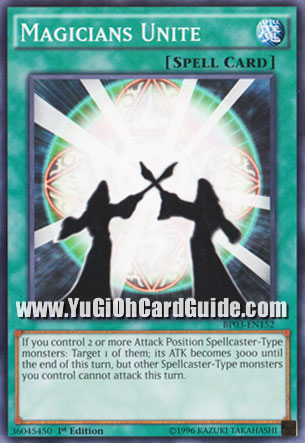 Magicians Unite
[Spell Card]
www.YuGiOhCardGuide.com
BP03-EN152
If you control 2 or more Attack Position Spellcaster-Type
monsters: Target 1 of them; its ATK becomes 3000 until
the end of this turn, but other Spellcaster-Type monsters
you control cannot attack this turn.
36045450 1st Edition ©1996 KAZUKI TAKAHASHI